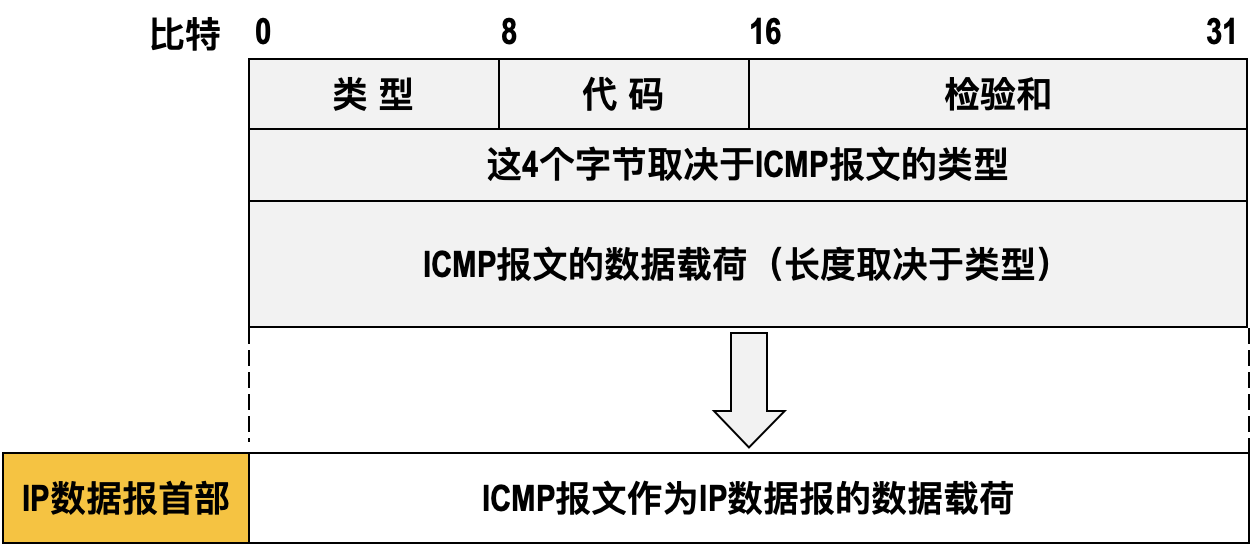 比特 0 8 16 31
类 型 代 码 检验和
这4个字节取决于ICMP报文的类型
ICMP报文的数据载荷（长度取决于类型）
IP数据报首部 ICMP报文作为IP数据报的数据载荷